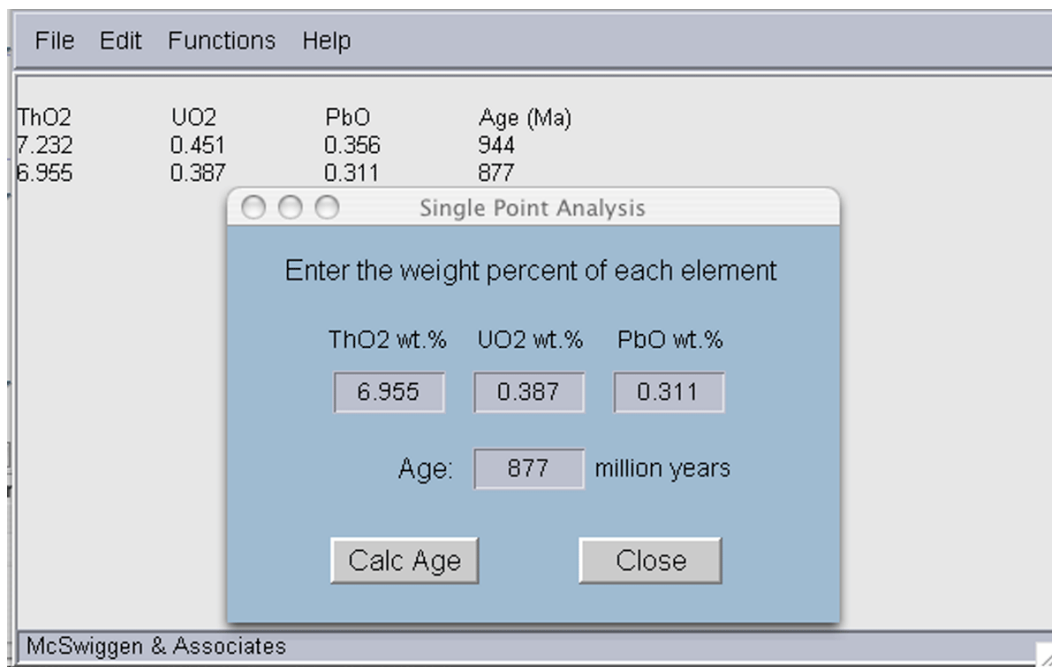 File Edit Functions Help
ThO2 UO2 PbO Age (Ma)
7.232 0.451 0.356 944
6.955 0.387 0.311 877
Single Point Analysis
Enter the weight percent of each element
ThO2 wt.% UO2 wt.% PbO wt.%
6.955 0.387 0.311
Age: 877 million years
Calc Age Close
McSwiggen & Associates